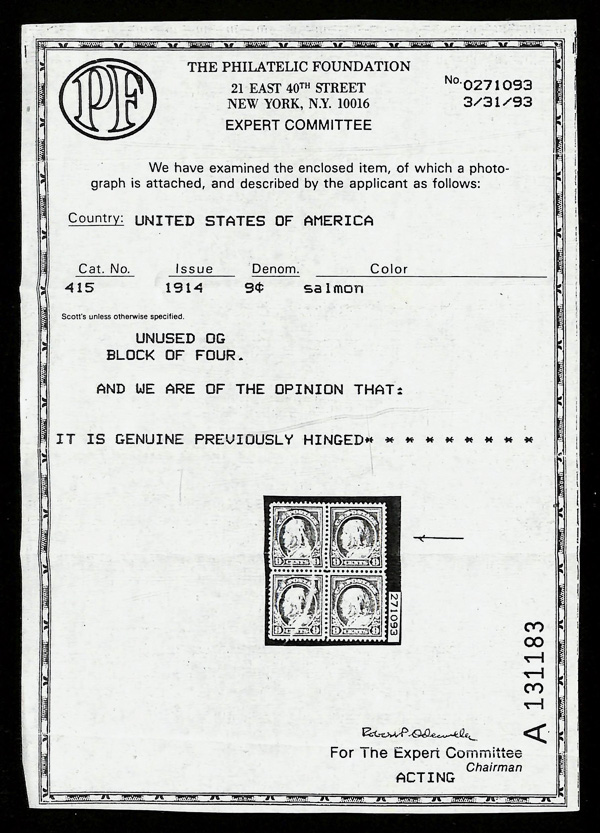 PF
THE PHILATELIC FOUNDATION
21 EAST 40TH STREET
NEW YORK, N.Y. 10016
EXPERT COMMITTEE
No. 0271093
3/31/93
We have examined the enclosed item, of which a photo-
graph is attached, and described by the applicant as follows:
Country: UNITED STATES OF AMERICA
Cat. No. Issue Denom. Color
415 1914 9¢ salmon
Scott's unless otherwise specified.
UNUSED OG
BLOCK OF FOUR.
AND WE ARE OF THE OPINION THAT:
IT IS GENUINE PREVIOUSLY HINGED* * * * * * * * * *
271093
A 131183
For The Expert Committee
Chairman
ACTING